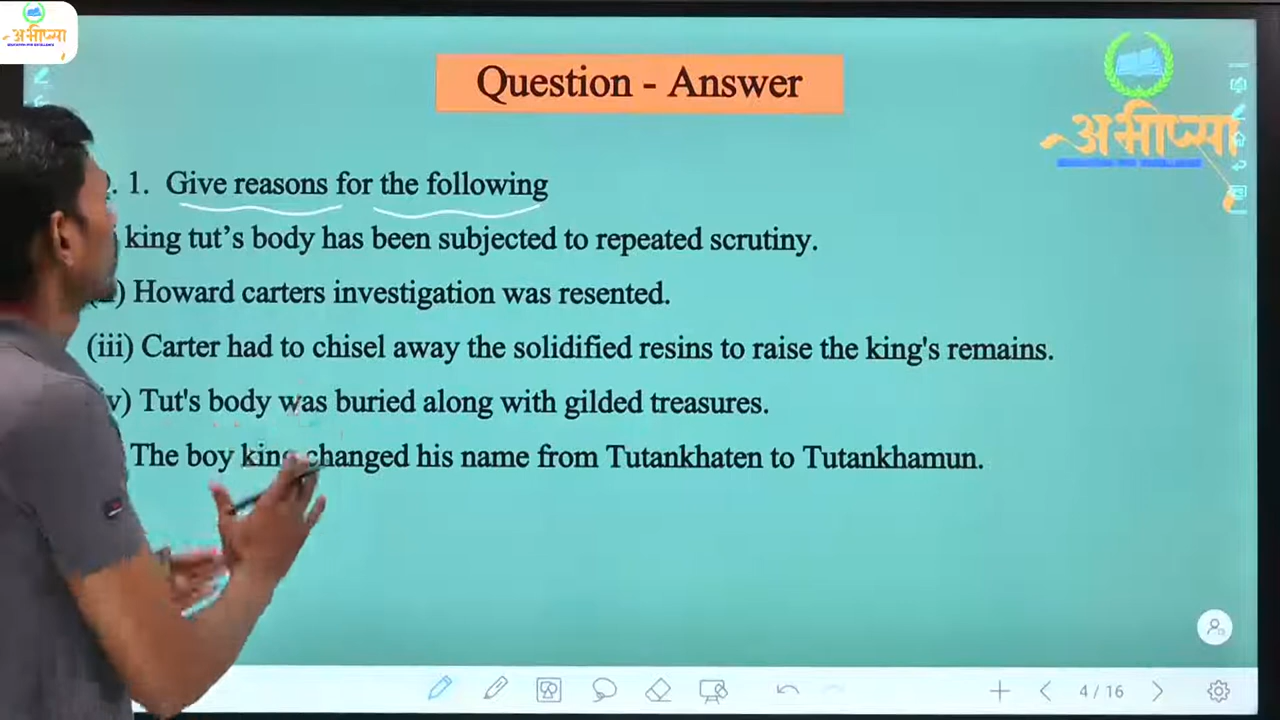 अभीप्सा
Question - Answer
अभीप्सा
. 1. Give reasons for the following
king tut's body has been subjected to repeated scrutiny.
) Howard carters investigation was resented.
(iii) Carter had to chisel away the solidified resins to raise the king's remains.
v) Tut's body was buried along with gilded treasures.
The boy king changed his name from Tutankhaten to Tutankhamun.
4 / 16